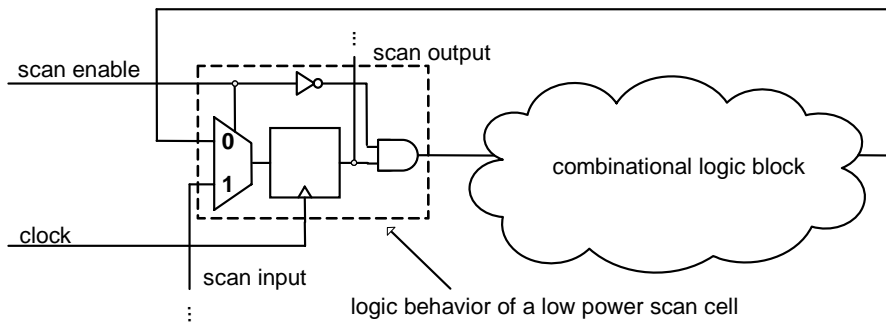 scan output
scan enable
0
combinational logic block
1
clock
scan input
logic behavior of a low power scan cell